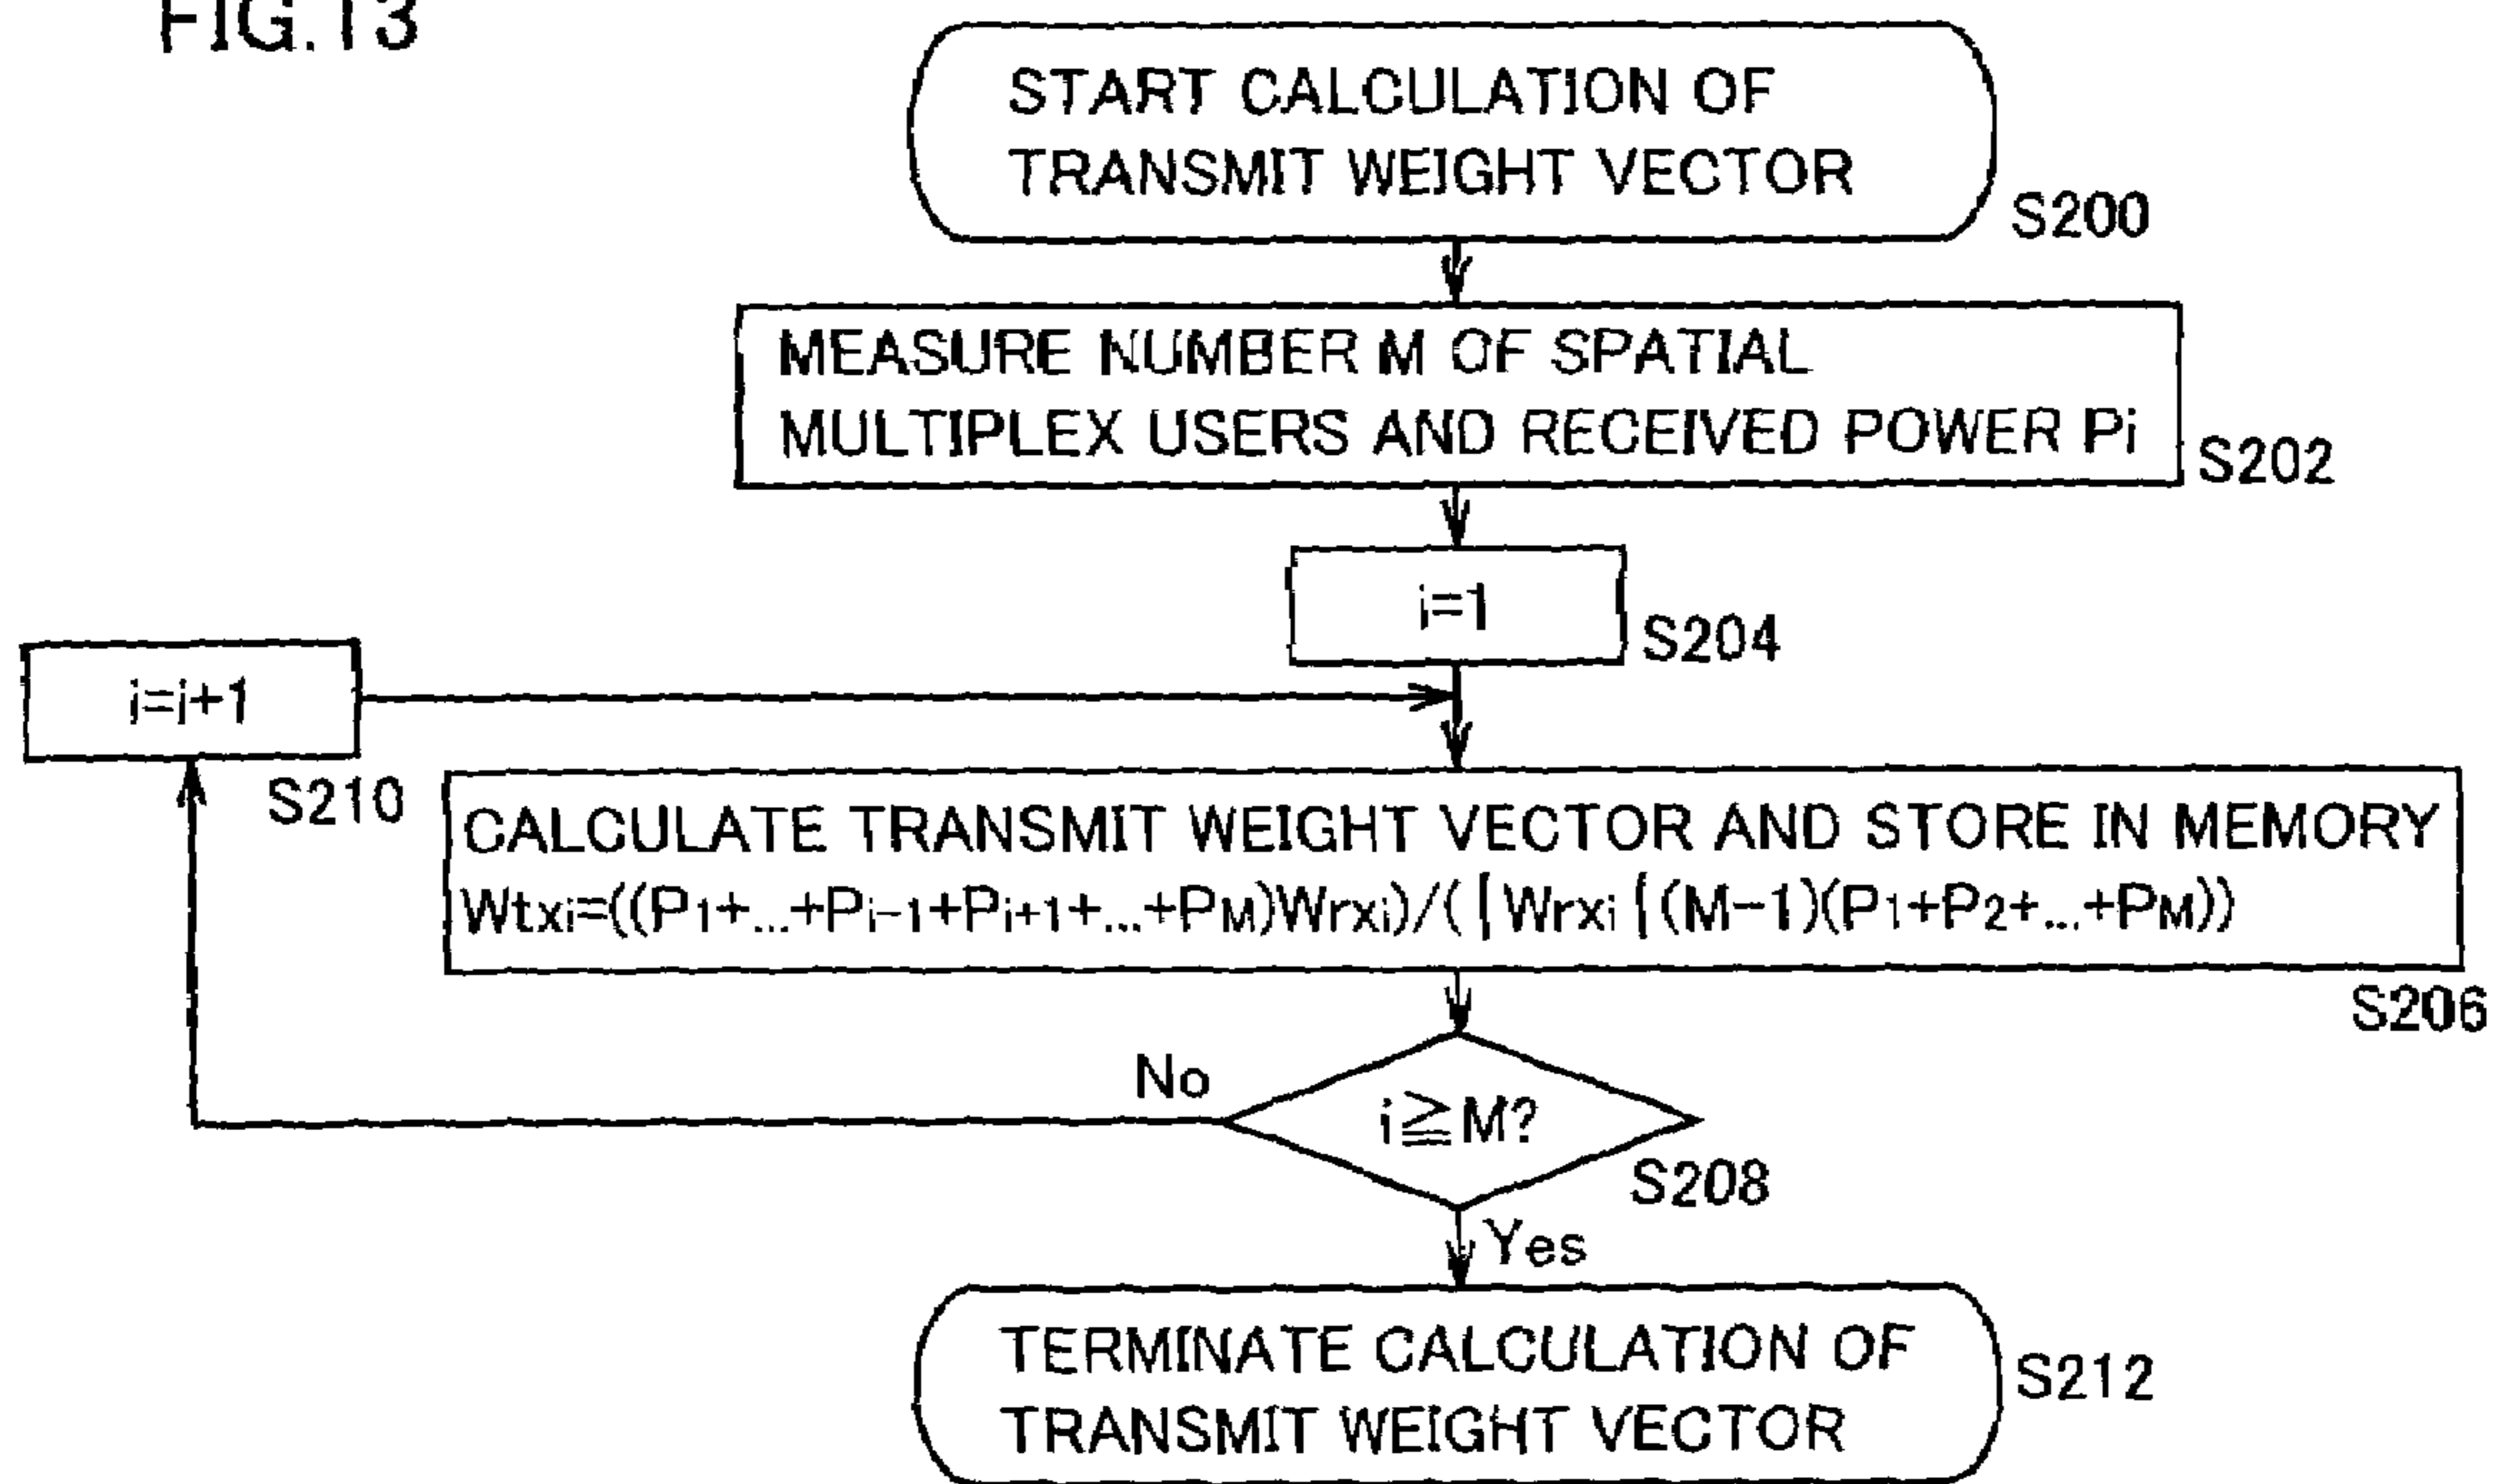 FIG.13
START CALCULATION OF
TRANSMIT WEIGHT VECTOR
S200
MEASURE NUMBER M OF SPATIAL
MULTIPLEX USERS AND RECEIVED POWER Pi
S202
i=1
S204
i=i+1
S210
CALCULATE TRANSMIT WEIGHT VECTOR AND STORE IN MEMORY
Wtxi=((P1+...+Pi-1+Pi+1+...+PM)Wrxi)/(|Wrxi|(M-1)(P1+P2+...+PM))
S206
No
i≧M?
S208
Yes
TERMINATE CALCULATION OF
TRANSMIT WEIGHT VECTOR
S212